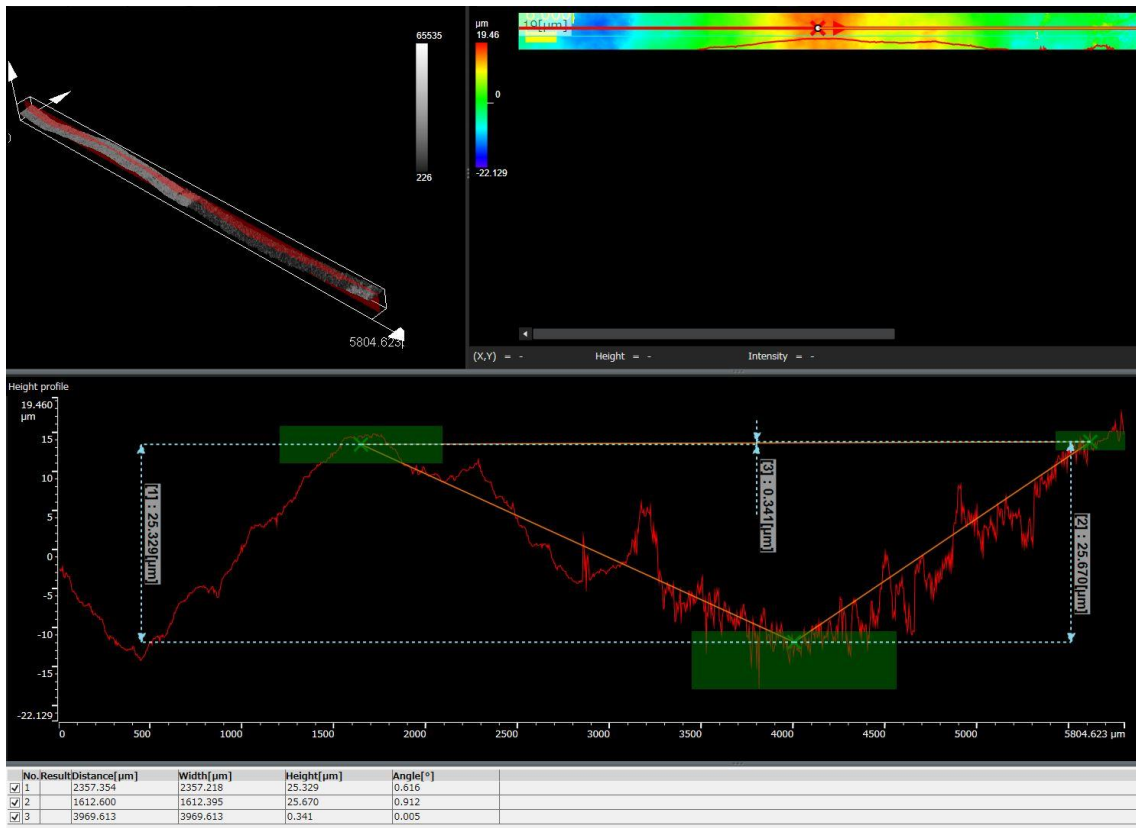 65535
226
5804.623
µm
19.46
0
-22.129
19[µm]
1
(X,Y) = - Height = - Intensity = -
Height profile
19.460
µm
15
10
5
0
-5
-10
-15
-22.129
[1] : 25.329[µm]
[3] : 0.341[µm]
[2] : 25.670[µm]
0 500 1000 1500 2000 2500 3000 3500 4000 4500 5000 5804.623 µm
No. Result Distance[µm] Width[µm] Height[µm] Angle[°]
1 2357.354 2357.218 25.329 0.616
2 1612.600 1612.395 25.670 0.912
3 3969.613 3969.613 0.341 0.005